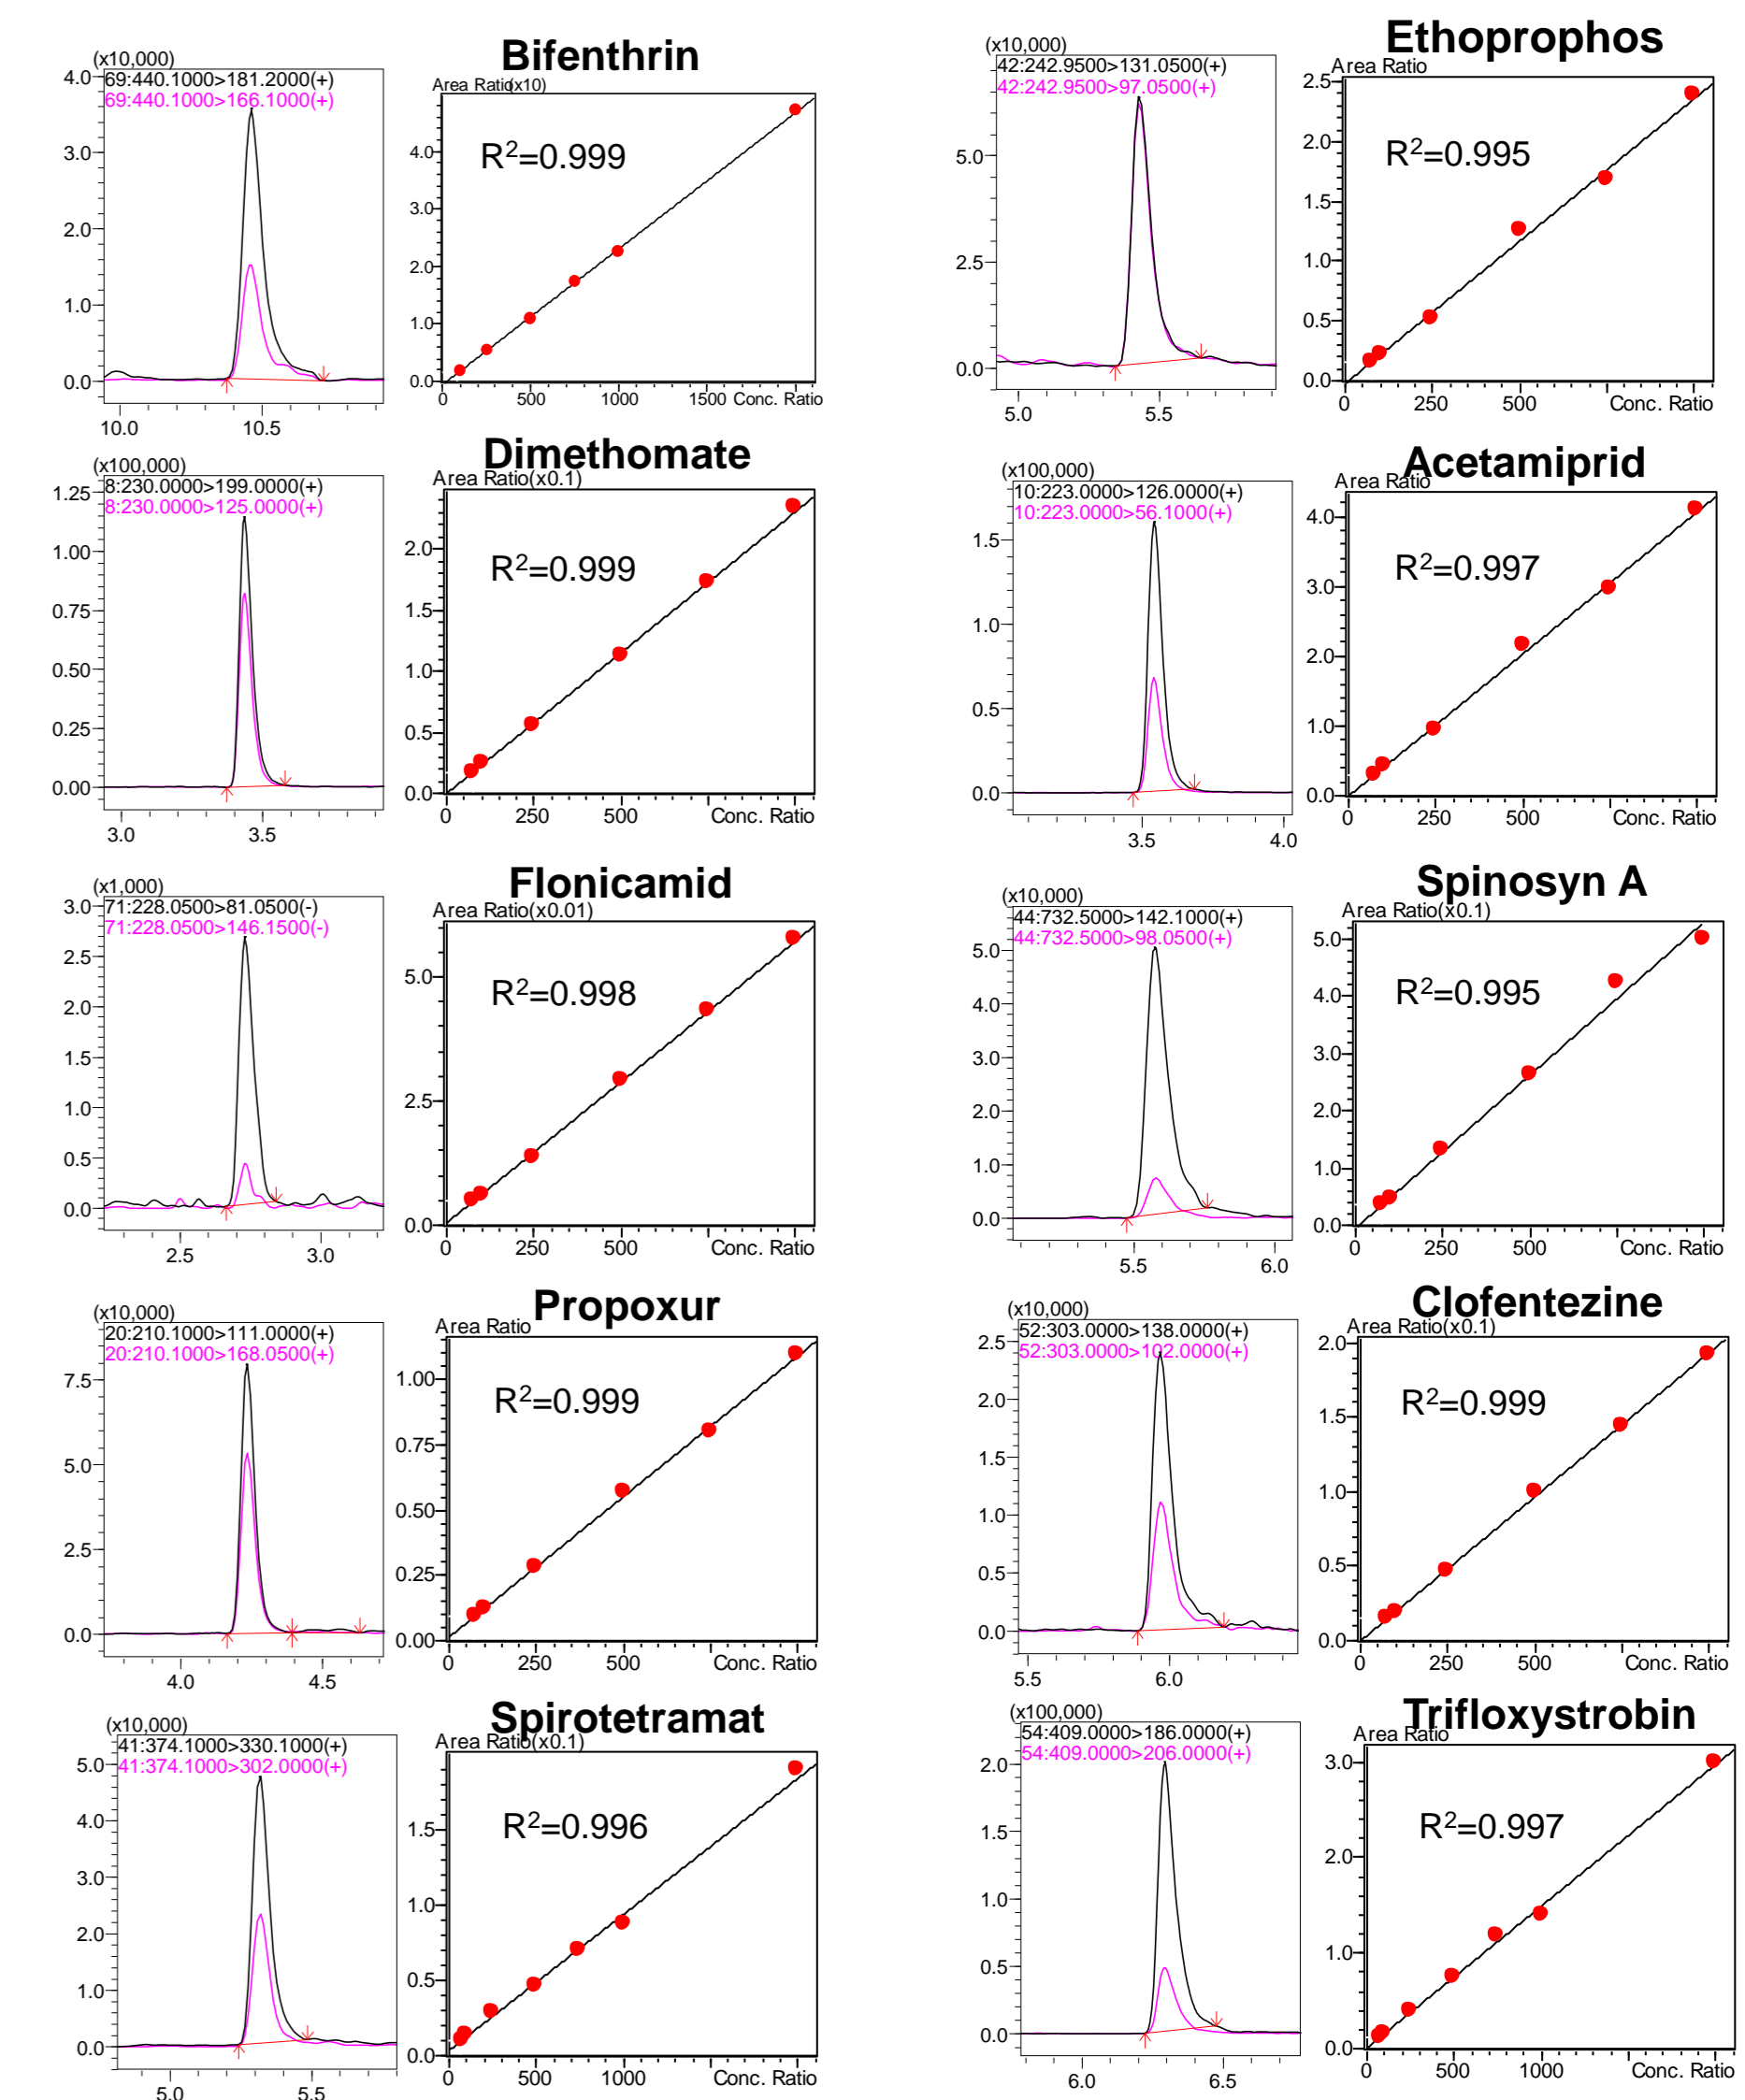 Bifenthrin
(x10,000)
69:440.1000>181.2000(+)
69:440.1000>166.1000(+)
4.0
3.0
2.0
1.0
0.0
10.0 10.5
Area Ratio(x10)
R²=0.999
4.0
3.0
2.0
1.0
0.0
0 500 1000 1500 Conc. Ratio
Ethoprophos
(x10,000)
42:242.9500>131.0500(+)
42:242.9500>97.0500(+)
5.0
2.5
0.0
5.0 5.5
Area Ratio
R²=0.995
2.5
2.0
1.5
1.0
0.5
0.0
0 250 500 Conc. Ratio
Dimethomate
(x100,000)
8:230.0000>199.0000(+)
8:230.0000>125.0000(+)
1.25
1.00
0.75
0.50
0.25
0.00
3.0 3.5
Area Ratio(x0.1)
R²=0.999
2.0
1.5
1.0
0.5
0.0
0 250 500 Conc. Ratio
Acetamiprid
(x100,000)
10:223.0000>126.0000(+)
10:223.0000>56.1000(+)
1.5
1.0
0.5
0.0
3.5 4.0
Area Ratio
R²=0.997
4.0
3.0
2.0
1.0
0.0
0 250 500 Conc. Ratio
Flonicamid
(x1,000)
71:228.0500>81.0500(-)
71:228.0500>146.1500(-)
3.0
2.5
2.0
1.5
1.0
0.5
0.0
2.5 3.0
Area Ratio(x0.01)
R²=0.998
5.0
2.5
0.0
0 250 500 Conc. Ratio
Spinosyn A
(x10,000)
44:732.5000>142.1000(+)
44:732.5000>98.0500(+)
5.0
4.0
3.0
2.0
1.0
0.0
5.5 6.0
Area Ratio(x0.1)
R²=0.995
5.0
4.0
3.0
2.0
1.0
0.0
0 250 500 Conc. Ratio
Propoxur
(x10,000)
20:210.1000>111.0000(+)
20:210.1000>168.0500(+)
7.5
5.0
2.5
0.0
4.0 4.5
Area Ratio
R²=0.999
1.00
0.75
0.50
0.25
0.00
0 250 500 Conc. Ratio
Clofentezine
(x10,000)
52:303.0000>138.0000(+)
52:303.0000>102.0000(+)
2.5
2.0
1.5
1.0
0.5
0.0
5.5 6.0
Area Ratio(x0.1)
R²=0.999
2.0
1.5
1.0
0.5
0.0
0 250 500 Conc. Ratio
Spirotetramat
(x10,000)
41:374.1000>330.1000(+)
41:374.1000>302.0000(+)
5.0
4.0
3.0
2.0
1.0
0.0
5.0 5.5
Area Ratio(x0.1)
R²=0.996
1.5
1.0
0.5
0.0
0 500 1000 Conc. Ratio
Trifloxystrobin
(x100,000)
54:409.0000>186.0000(+)
54:409.0000>206.0000(+)
2.0
1.5
1.0
0.5
0.0
6.0 6.5
Area Ratio
R²=0.997
3.0
2.0
1.0
0.0
0 500 1000 Conc. Ratio